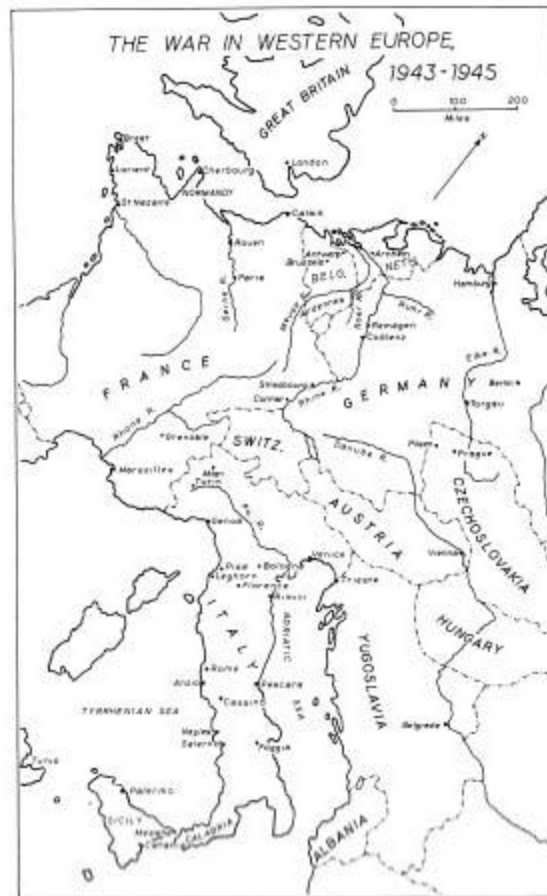 THE WAR IN WESTERN EUROPE,
1943-1945
0 100 200
Miles
GREAT BRITAIN
London
Brest
Lorient
Cherbourg
NORMANDY
St Nazaire
Calais
Rouen
Paris
Seine R.
Antwerp
Brussels
BELG.
Arnhem
NETH.
Ardennes
Meuse R.
Roer R.
Ruhr R.
Remagen
Coblenz
Hamburg
Elbe R.
Berlin
Torgau
FRANCE
GERMANY
Strasbourg
Colmar
Rhine R.
Rhone R.
Grenoble
SWITZ.
Danube R.
Pilsen
Prague
Marseilles
Milan
Turin
Po R.
AUSTRIA
CZECHOSLOVAKIA
Genoa
Venice
Vienna
Trieste
Pisa
Bologna
Leghorn
Florence
Rimini
HUNGARY
ITALY
ADRIATIC
SEA
YUGOSLAVIA
Rome
Anzio
Pescara
Cassino
TYRRHENIAN SEA
Belgrade
Naples
Salerno
Foggia
Tunis
Palermo
SICILY
Messina
CALABRIA
ALBANIA